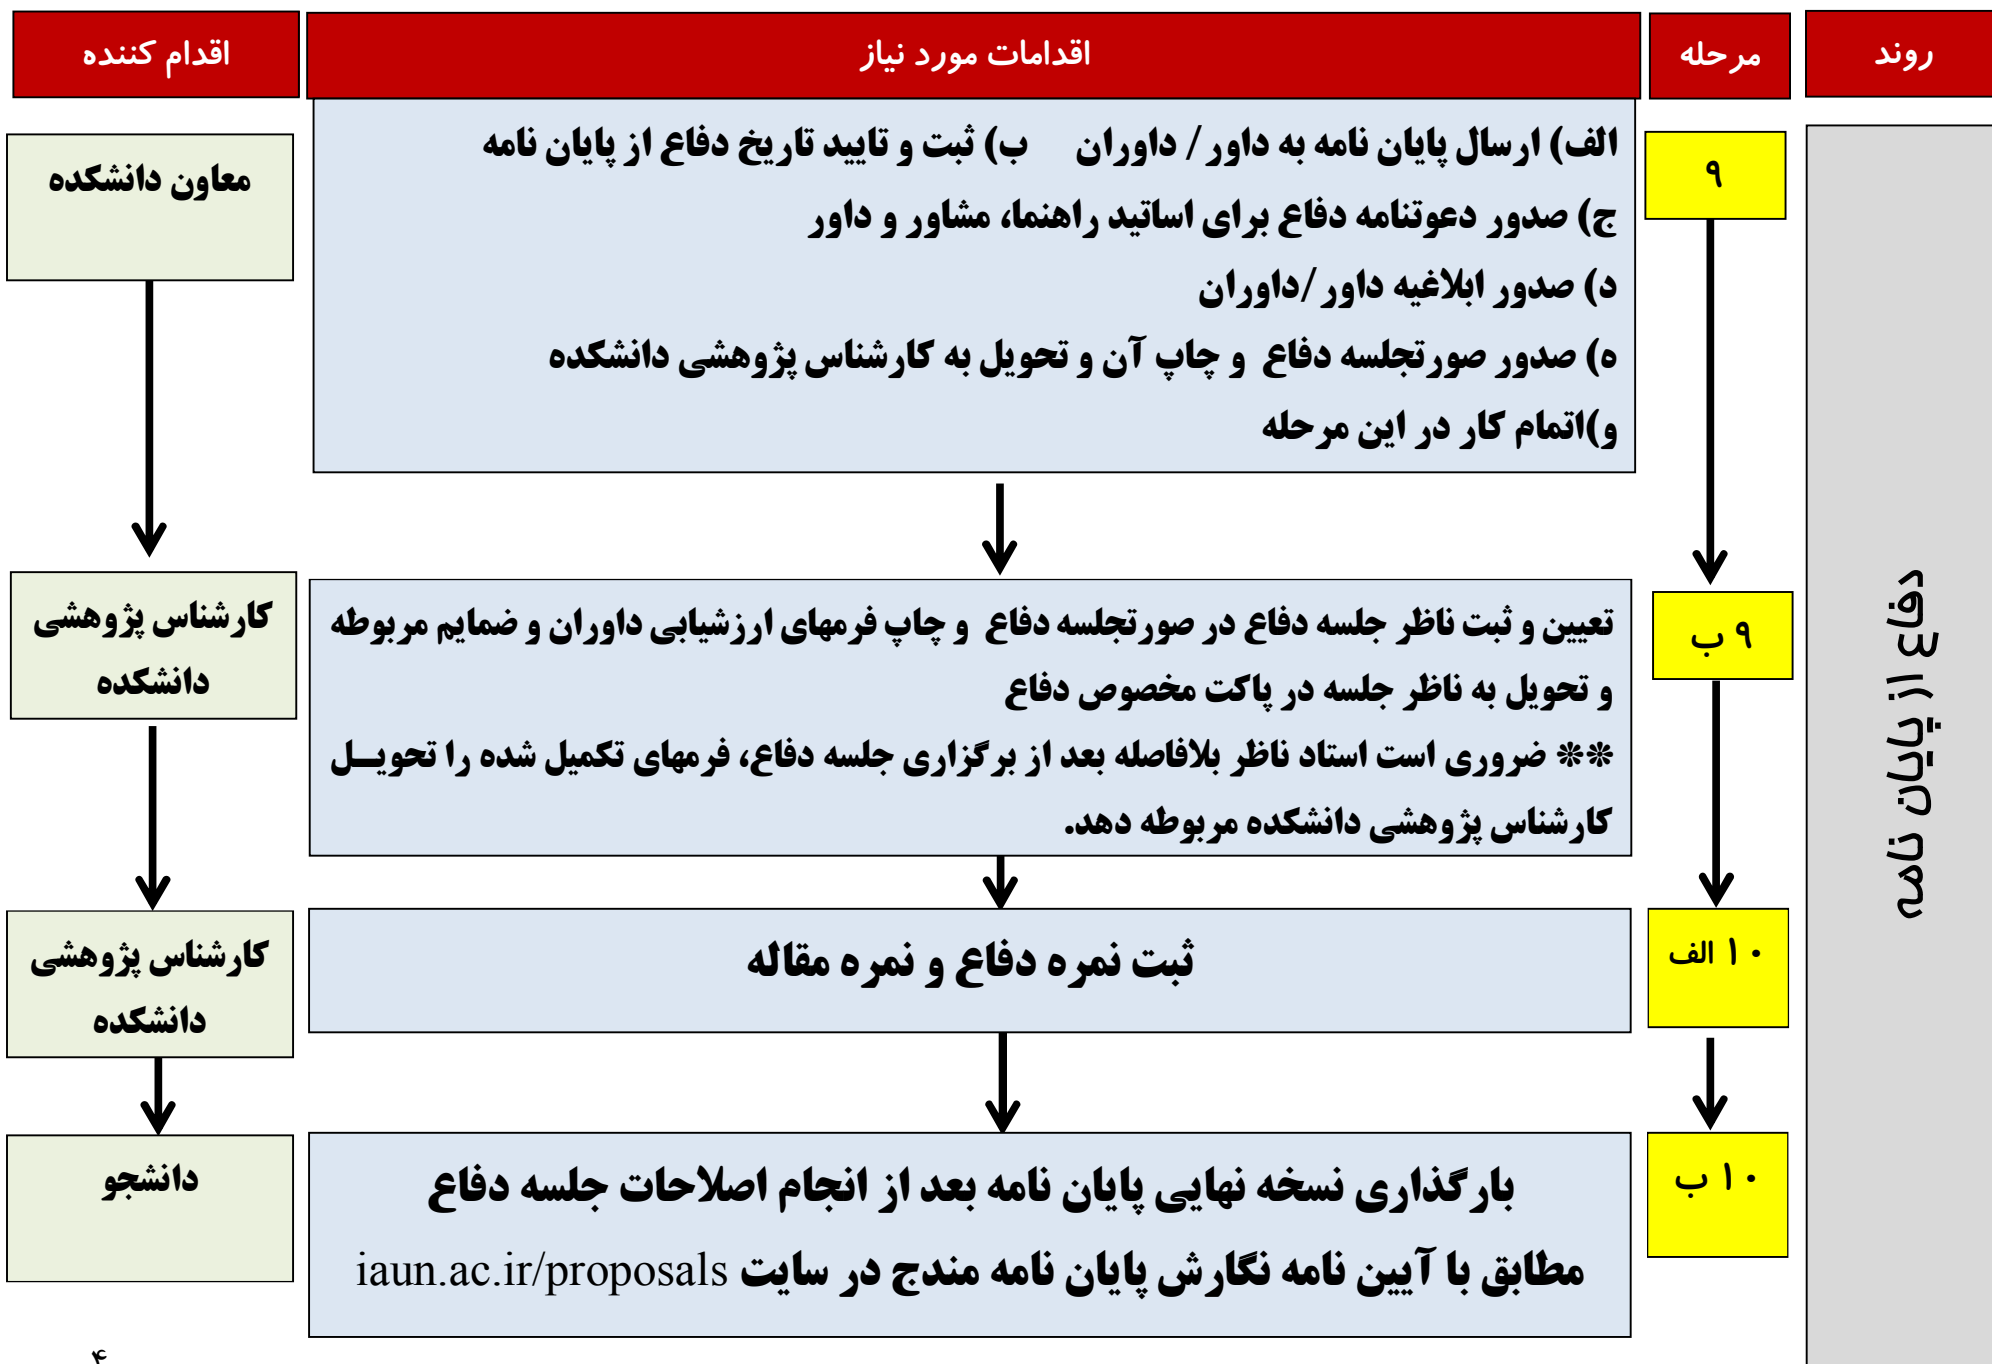 روند
مرحله
اقدامات مورد نیاز
اقدام کننده
دفاع از پایان نامه
۹
الف) ارسال پایان نامه به داور/ داوران ب) ثبت و تایید تاریخ دفاع از پایان نامه
ج) صدور دعوتنامه دفاع برای اساتید راهنما، مشاور و داور
د) صدور ابلاغیه داور/داوران
ه) صدور صورتجلسه دفاع و چاپ آن و تحویل به کارشناس پژوهشی دانشکده
و)اتمام کار در این مرحله
معاون دانشکده
۹ ب
تعیین و ثبت ناظر جلسه دفاع در صورتجلسه دفاع و چاپ فرمهای ارزشیابی داوران و ضمایم مربوطه
و تحویل به ناظر جلسه در پاکت مخصوص دفاع
** ضروری است استاد ناظر بلافاصله بعد از برگزاری جلسه دفاع، فرمهای تکمیل شده را تحویــل
کارشناس پژوهشی دانشکده مربوطه دهد.
کارشناس پژوهشی
دانشکده
۱۰ الف
ثبت نمره دفاع و نمره مقاله
کارشناس پژوهشی
دانشکده
۱۰ ب
بارگذاری نسخه نهایی پایان نامه بعد از انجام اصلاحات جلسه دفاع
مطابق با آیین نامه نگارش پایان نامه مندج در سایت iaun.ac.ir/proposals
دانشجو
۴